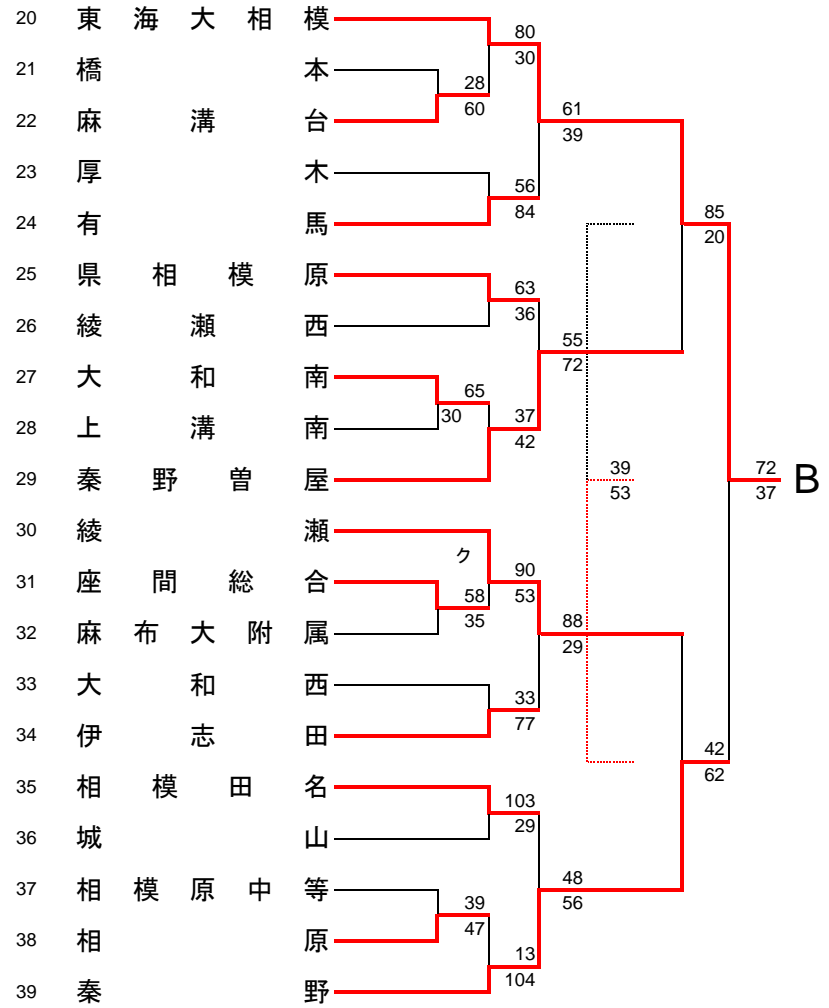 20 東海大相模
80
30
21 橋本
28
60
22 麻溝台
61
39
23 厚木
56
84
24 有馬
85
20
25 県相模原
63
36
26 綾瀬西
55
72
27 大和南
65
30
28 上溝南
37
42
29 秦野曽屋
39
53
72
37
B
30 綾瀬
ク
31 座間総合
90
53
58
35
32 麻布大附属
88
29
33 大和西
33
77
34 伊志田
42
62
35 相模田名
103
29
36 城山
37 相模原中等
48
56
39
47
38 相原
13
104
39 秦野